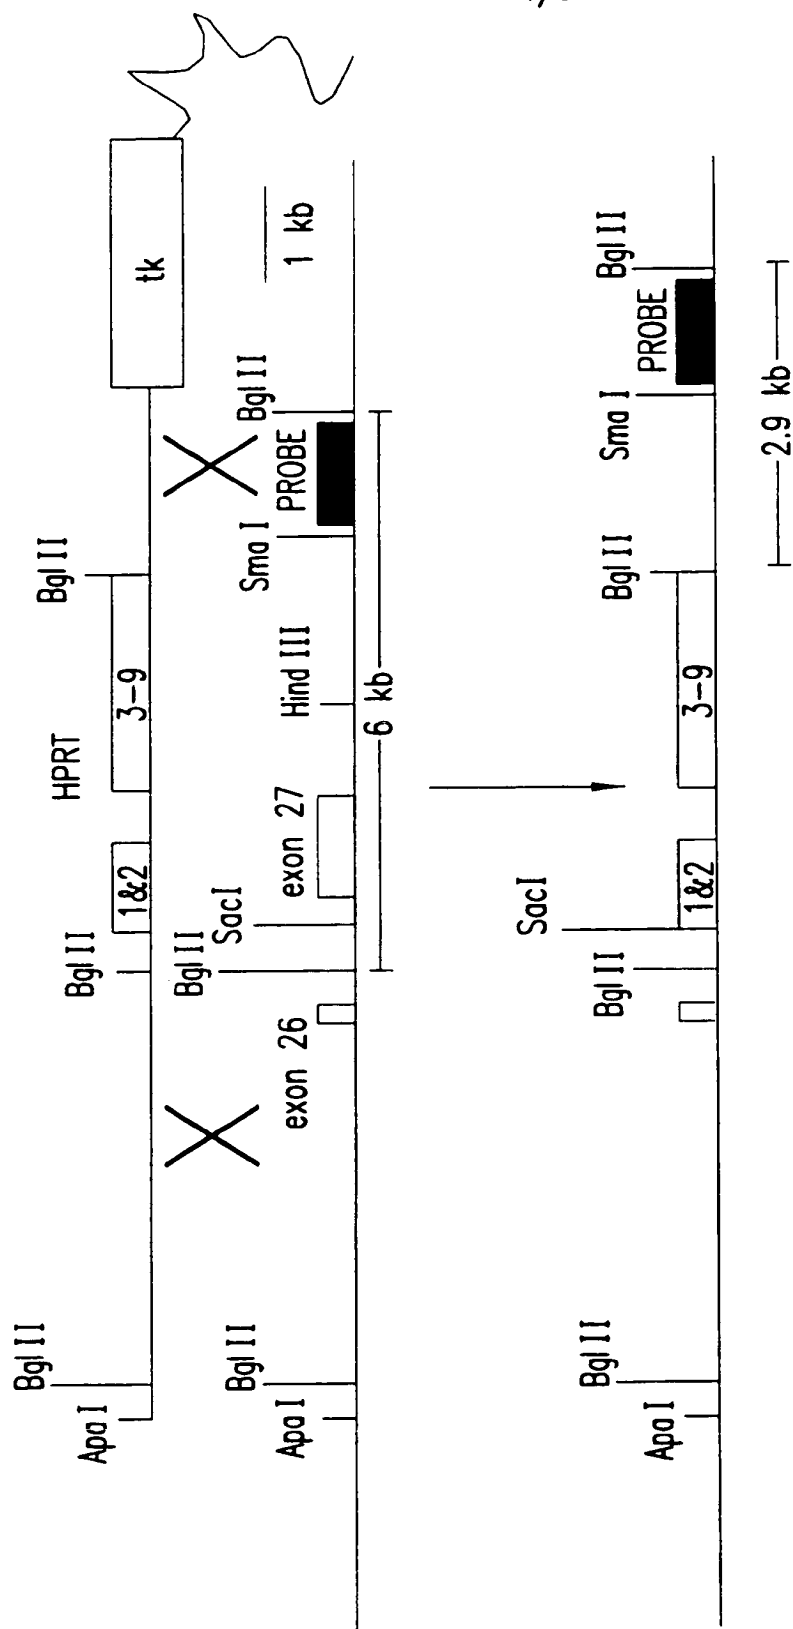 Bgl II
Apa I
Bgl II
1&2
HPRT
3-9
Bgl II
tk
Bgl II
Apa I
exon 26
Bgl II
SacI
exon 27
Hind III
Sma I
PROBE
Bgl II
1 kb
6 kb
Bgl II
Apa I
Bgl II
SacI
1&2
3-9
Bgl II
Sma I
PROBE
Bgl II
2.9 kb